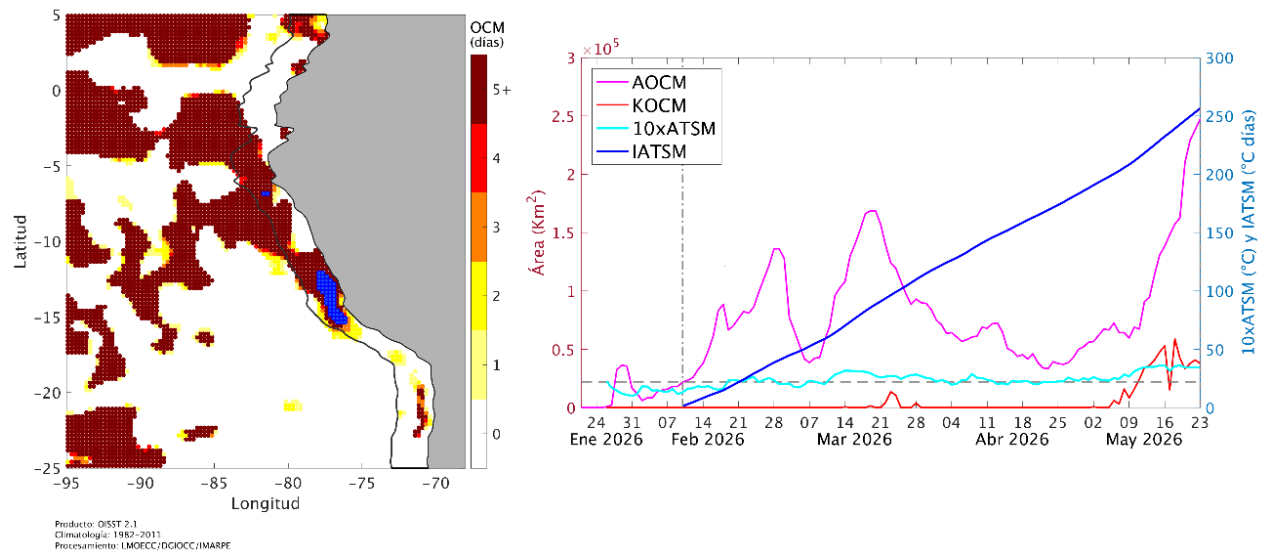 5
0
−5
−10
−15
−20
−25
Latitud
−95
−90
−85
−80
−75
−70
Longitud
OCM
(días)
5+
4
3
2
1
0
Producto: OISST 2.1
Climatología: 1982-2011
Procesamiento: LMOECC/DGIOCC/IMARPE
×10⁵
3
2.5
2
1.5
1
0.5
0
Área (Km²)
AOCM
KOCM
10xATSM
IATSM
300
250
200
150
100
50
0
10xATSM (°C) y IATSM (°C días)
24 31 07 14 21 28 07 14 21 28 04 11 18 25 02 09 16 23
Ene 2026 Feb 2026 Mar 2026 Abr 2026 May 2026